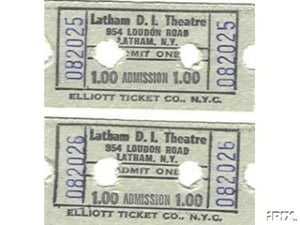 082025
Latham D. I. Theatre
954 LOUDON ROAD
LATHAM, N.Y.
ADMIT ONE
1.00 ADMISSION 1.00
082025
ELLIOTT TICKET CO., N.Y.C.
082026
Latham D. I. Theatre
954 LOUDON ROAD
LATHAM, N.Y.
ADMIT ONE
1.00 ADMISSION 1.00
082026
ELLIOTT TICKET CO., N.Y.C.